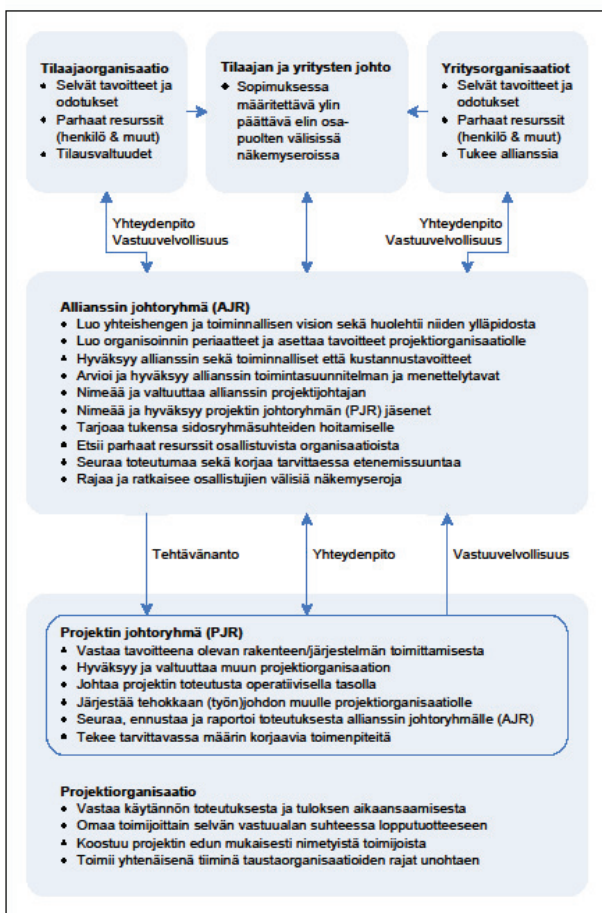 Tilaajaorganisaatio
• Selvät tavoitteet ja
odotukset
• Parhaat resurssit
(henkilö & muut)
• Tilausvaltuudet
Tilaajan ja yritysten johto
• Sopimuksessa
määritettävä ylin
päättävä elin osa-
puolten välisissä
näkemyseroissa
Yritysorganisaatiot
• Selvät tavoitteet ja
odotukset
• Parhaat resurssit
(henkilö & muut)
• Tukee allianssia
Yhteydenpito
Vastuuvelvollisuus
Yhteydenpito
Vastuuvelvollisuus
Allianssin johtoryhmä (AJR)
• Luo yhteishengen ja toiminnallisen vision sekä huolehtii niiden ylläpidosta
• Luo organisoinnin periaatteet ja asettaa tavoitteet projektiorganisaatiolle
• Hyväksyy allianssin sekä toiminnalliset että kustannustavoitteet
• Arvioi ja hyväksyy allianssin toimintasuunnitelman ja menettelytavat
• Nimeää ja valtuuttaa allianssin projektijohtajan
• Nimeää ja hyväksyy projektin johtoryhmän (PJR) jäsenet
• Tarjoaa tukensa sidosryhmäsuhteiden hoitamiselle
• Etsii parhaat resurssit osallistuvista organisaatioista
• Seuraa toteutumaa sekä korjaa tarvittaessa etenemissuuntaa
• Rajaa ja ratkaisee osallistujien välisiä näkemyseroja
Tehtävänanto
Yhteydenpito
Vastuuvelvollisuus
Projektin johtoryhmä (PJR)
• Vastaa tavoitteena olevan rakenteen/järjestelmän toimittamisesta
• Hyväksyy ja valtuuttaa muun projektiorganisaation
• Johtaa projektin toteutusta operatiivisella tasolla
• Järjestää tehokkaan (työn)johdon muulle projektiorganisaatiolle
• Seuraa, ennustaa ja raportoi toteutuksesta allianssin johtoryhmälle (AJR)
• Tekee tarvittavassa määrin korjaavia toimenpiteitä
Projektiorganisaatio
• Vastaa käytännön toteutuksesta ja tuloksen aikaansaamisesta
• Omaa toimijoittain selvän vastuualan suhteessa lopputuotteeseen
• Koostuu projektin edun mukaisesti nimetyistä toimijoista
• Toimii yhtenäisenä tiiminä taustaorganisaatioiden rajat unohtaen